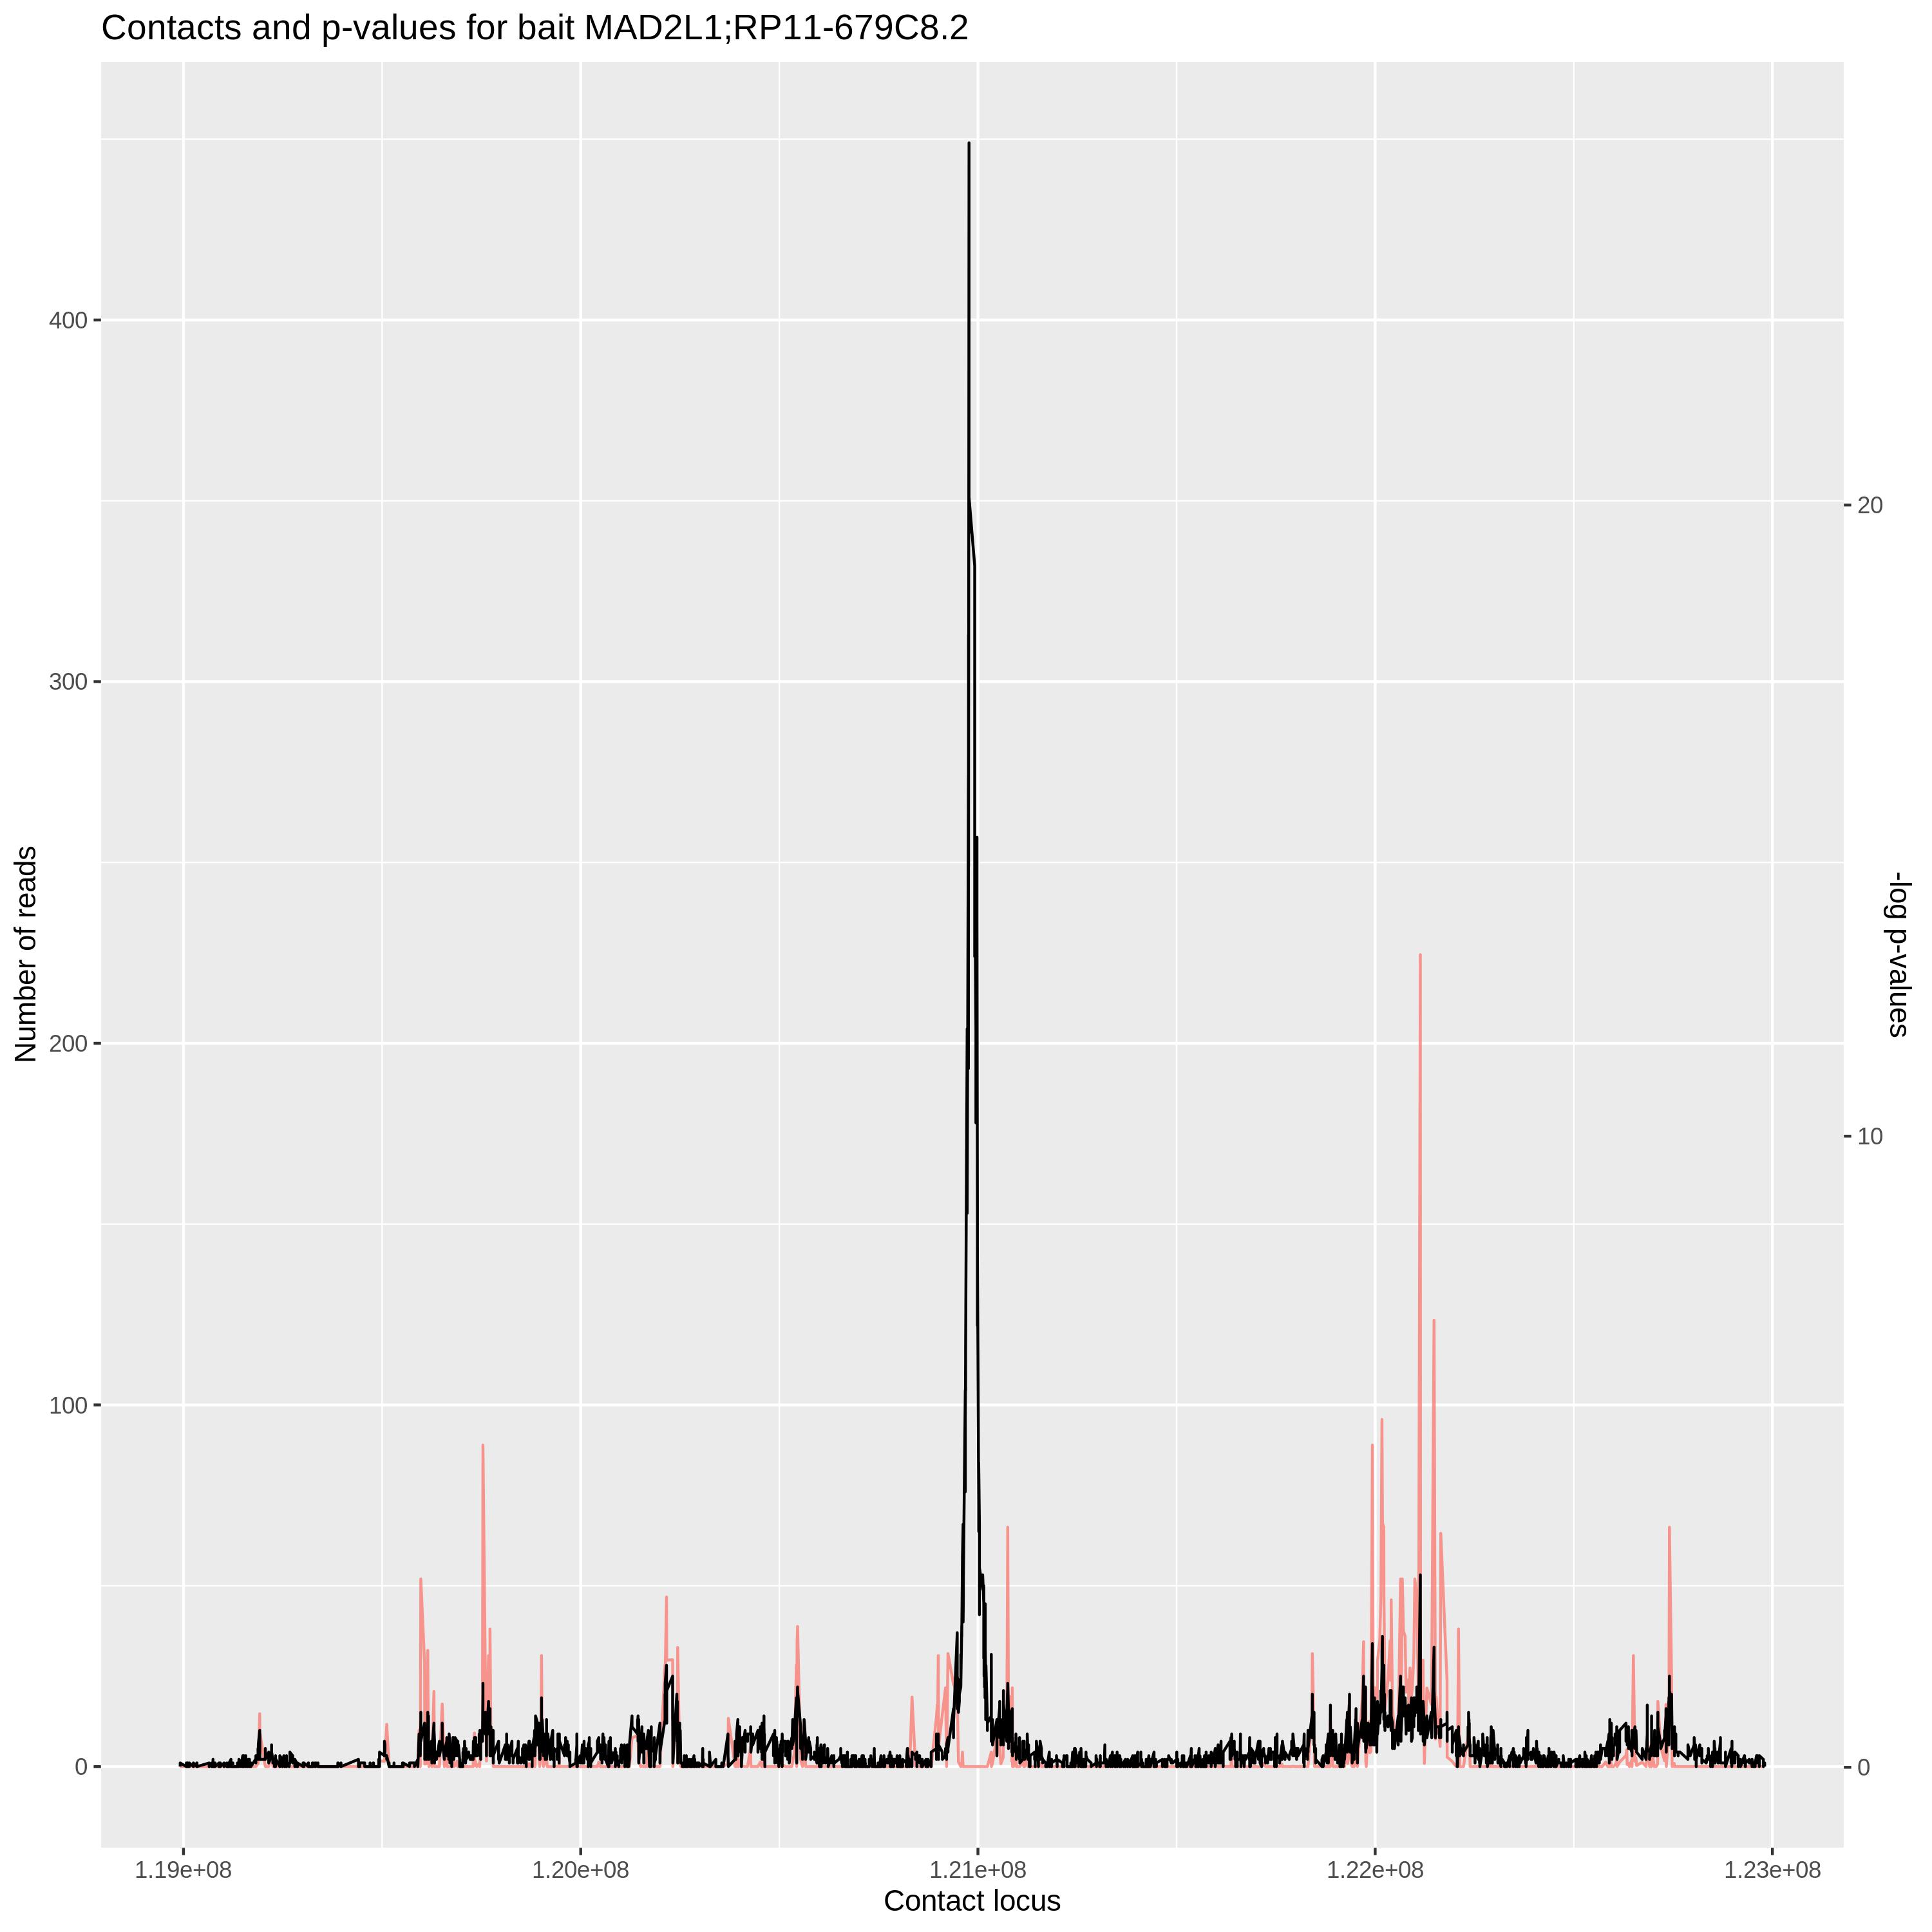 Contacts and p-values for bait MAD2L1;RP11-679C8.2
Number of reads
400
300
200
100
0
20
10
0
-log p-values
1.19e+08
1.20e+08
1.21e+08
1.22e+08
1.23e+08
Contact locus